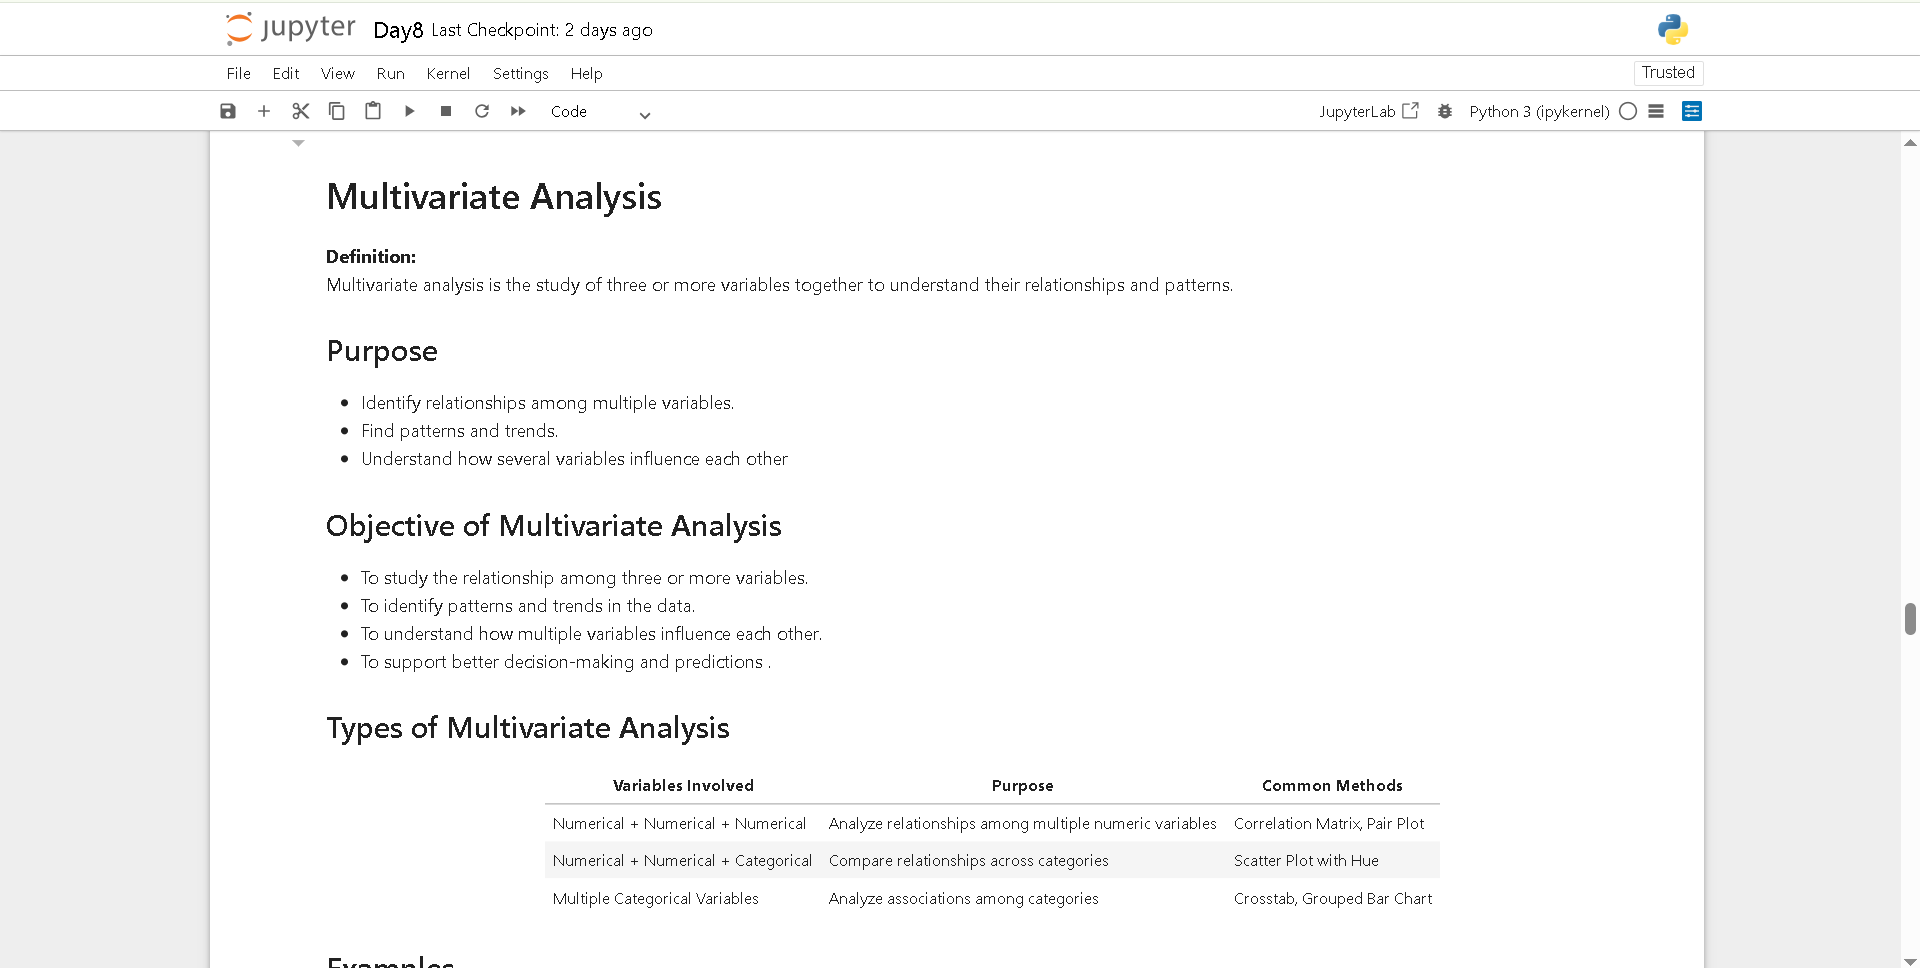 jupyter Day8 Last Checkpoint: 2 days ago
File Edit View Run Kernel Settings Help Trusted
Code JupyterLab Python 3 (ipykernel)
Multivariate Analysis
Definition:
Multivariate analysis is the study of three or more variables together to understand their relationships and patterns.
Purpose
Identify relationships among multiple variables.
Find patterns and trends.
Understand how several variables influence each other
Objective of Multivariate Analysis
To study the relationship among three or more variables.
To identify patterns and trends in the data.
To understand how multiple variables influence each other.
To support better decision-making and predictions .
Types of Multivariate Analysis
Variables Involved Purpose Common Methods
Numerical + Numerical + Numerical Analyze relationships among multiple numeric variables Correlation Matrix, Pair Plot
Numerical + Numerical + Categorical Compare relationships across categories Scatter Plot with Hue
Multiple Categorical Variables Analyze associations among categories Crosstab, Grouped Bar Chart
Examples